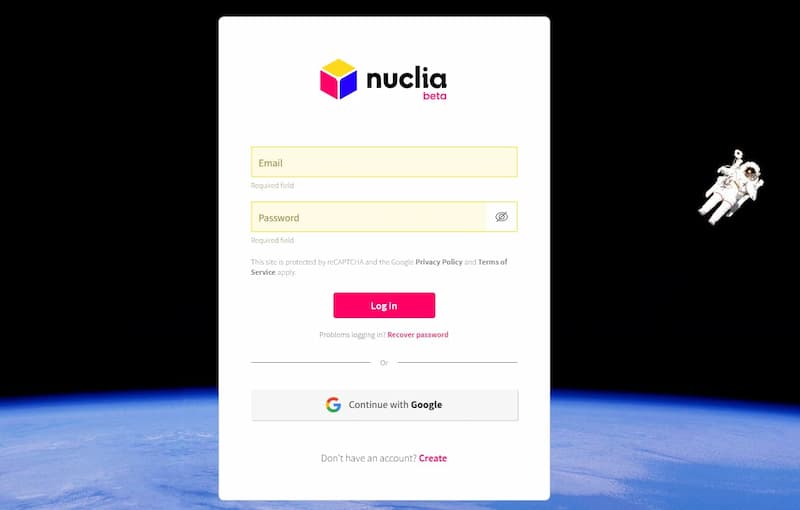 nuclia
beta
Email
Required field
Password
Required field
This site is protected by reCAPTCHA and the Google Privacy Policy and Terms of
Service apply.
Log in
Problems logging in? Recover password
Or
Continue with Google
Don't have an account? Create